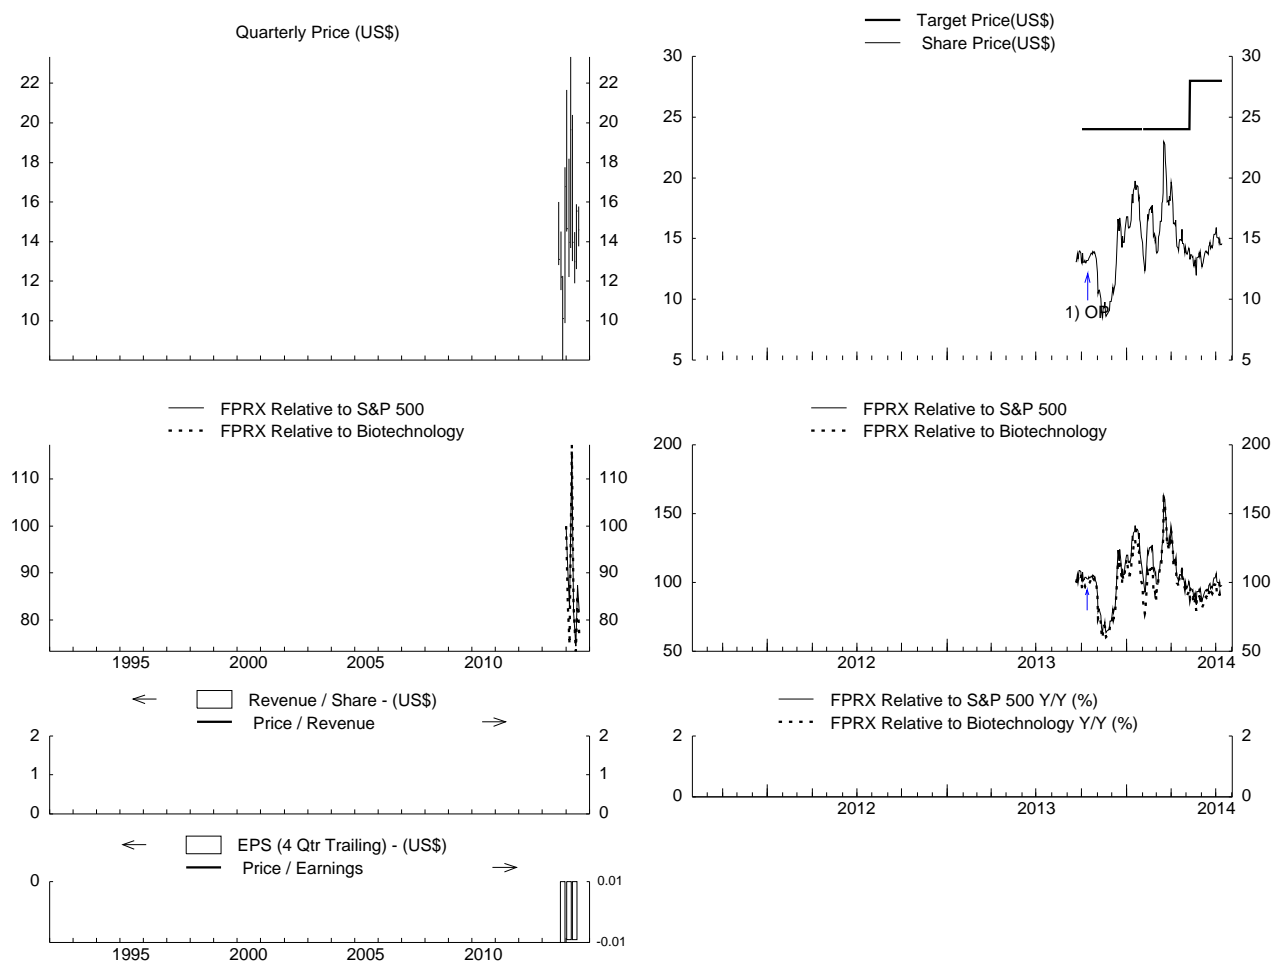 Quarterly Price (US$)
22 22
20 20
18 18
16 16
14 14
12 12
10 10
Target Price(US$)
Share Price(US$)
30 30
25 25
20 20
15 15
10 10
1) OP
5 5
FPRX Relative to S&P 500
FPRX Relative to Biotechnology
110 110
100 100
90 90
80 80
1995 2000 2005 2010
FPRX Relative to S&P 500
FPRX Relative to Biotechnology
200 200
150 150
100 100
50 50
2012 2013 2014
Revenue / Share - (US$)
Price / Revenue
2 2
1 1
0 0
FPRX Relative to S&P 500 Y/Y (%)
FPRX Relative to Biotechnology Y/Y (%)
2 2
0 0
2012 2013 2014
EPS (4 Qtr Trailing) - (US$)
Price / Earnings
0 0.01
-0.01
1995 2000 2005 2010